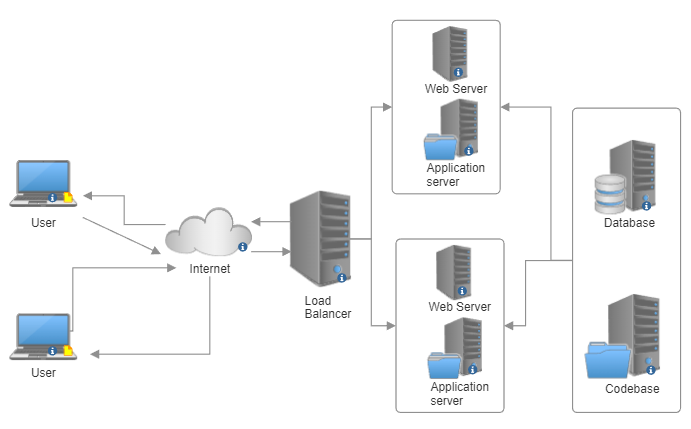 Web Server
Application
server
User
Internet
Load
Balancer
Database
Web Server
Application
server
User
Codebase